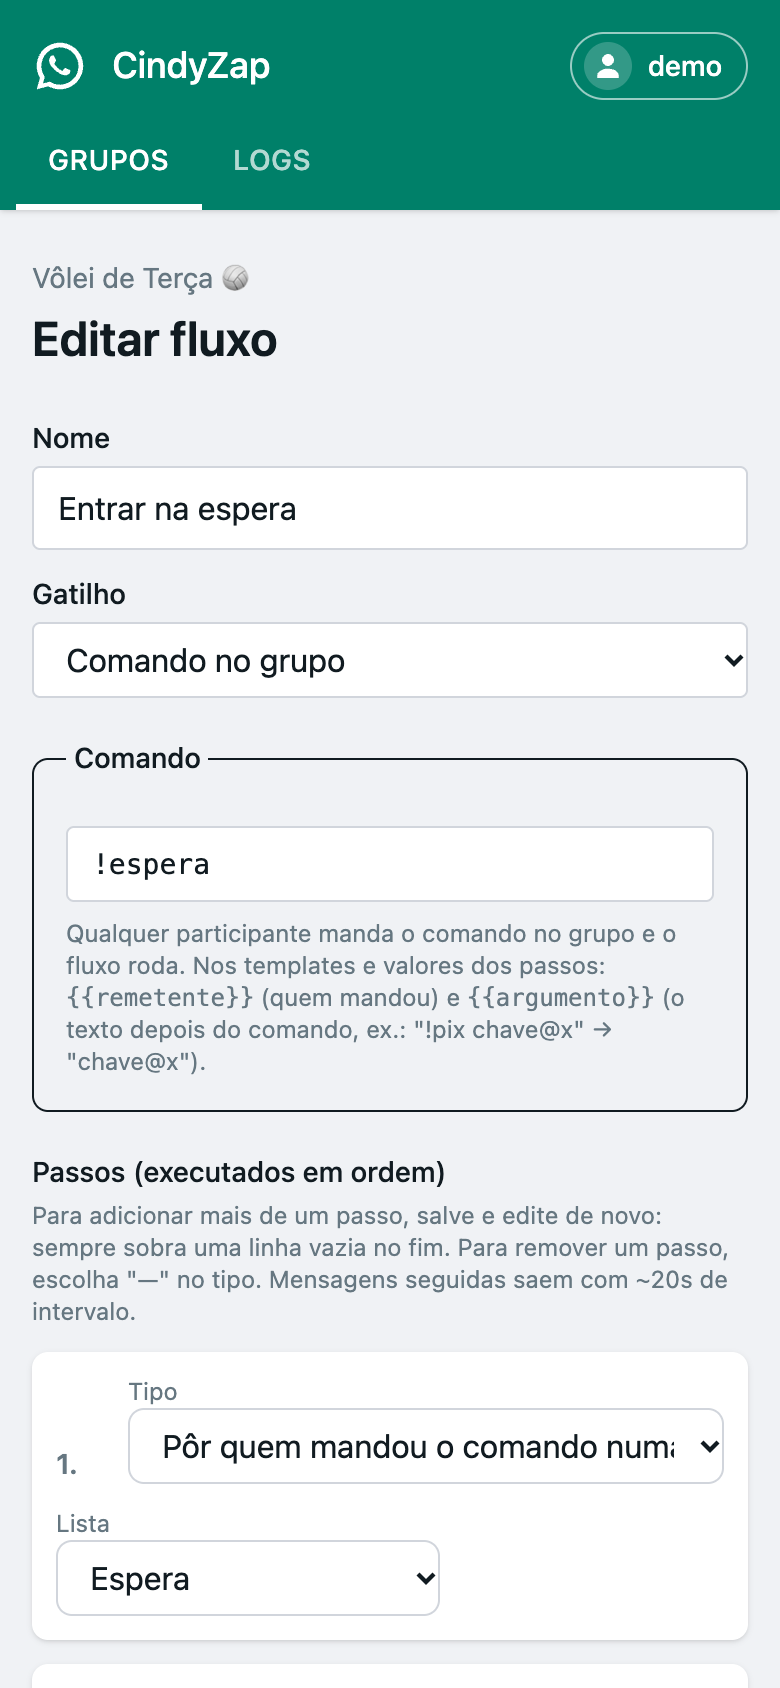 CindyZap
demo
GRUPOS
LOGS
Vôlei de Terça
Editar fluxo
Nome
Entrar na espera
Gatilho
Comando no grupo
Comando
!espera
Qualquer participante manda o comando no grupo e o
fluxo roda. Nos templates e valores dos passos:
{{remetente}} (quem mandou) e {{argumento}} (o
texto depois do comando, ex.: "!pix chave@x" →
"chave@x").
Passos (executados em ordem)
Para adicionar mais de um passo, salve e edite de novo:
sempre sobra uma linha vazia no fim. Para remover um passo,
escolha "—" no tipo. Mensagens seguidas saem com ~20s de
intervalo.
Tipo
1.
Pôr quem mandou o comando numa
Lista
Espera